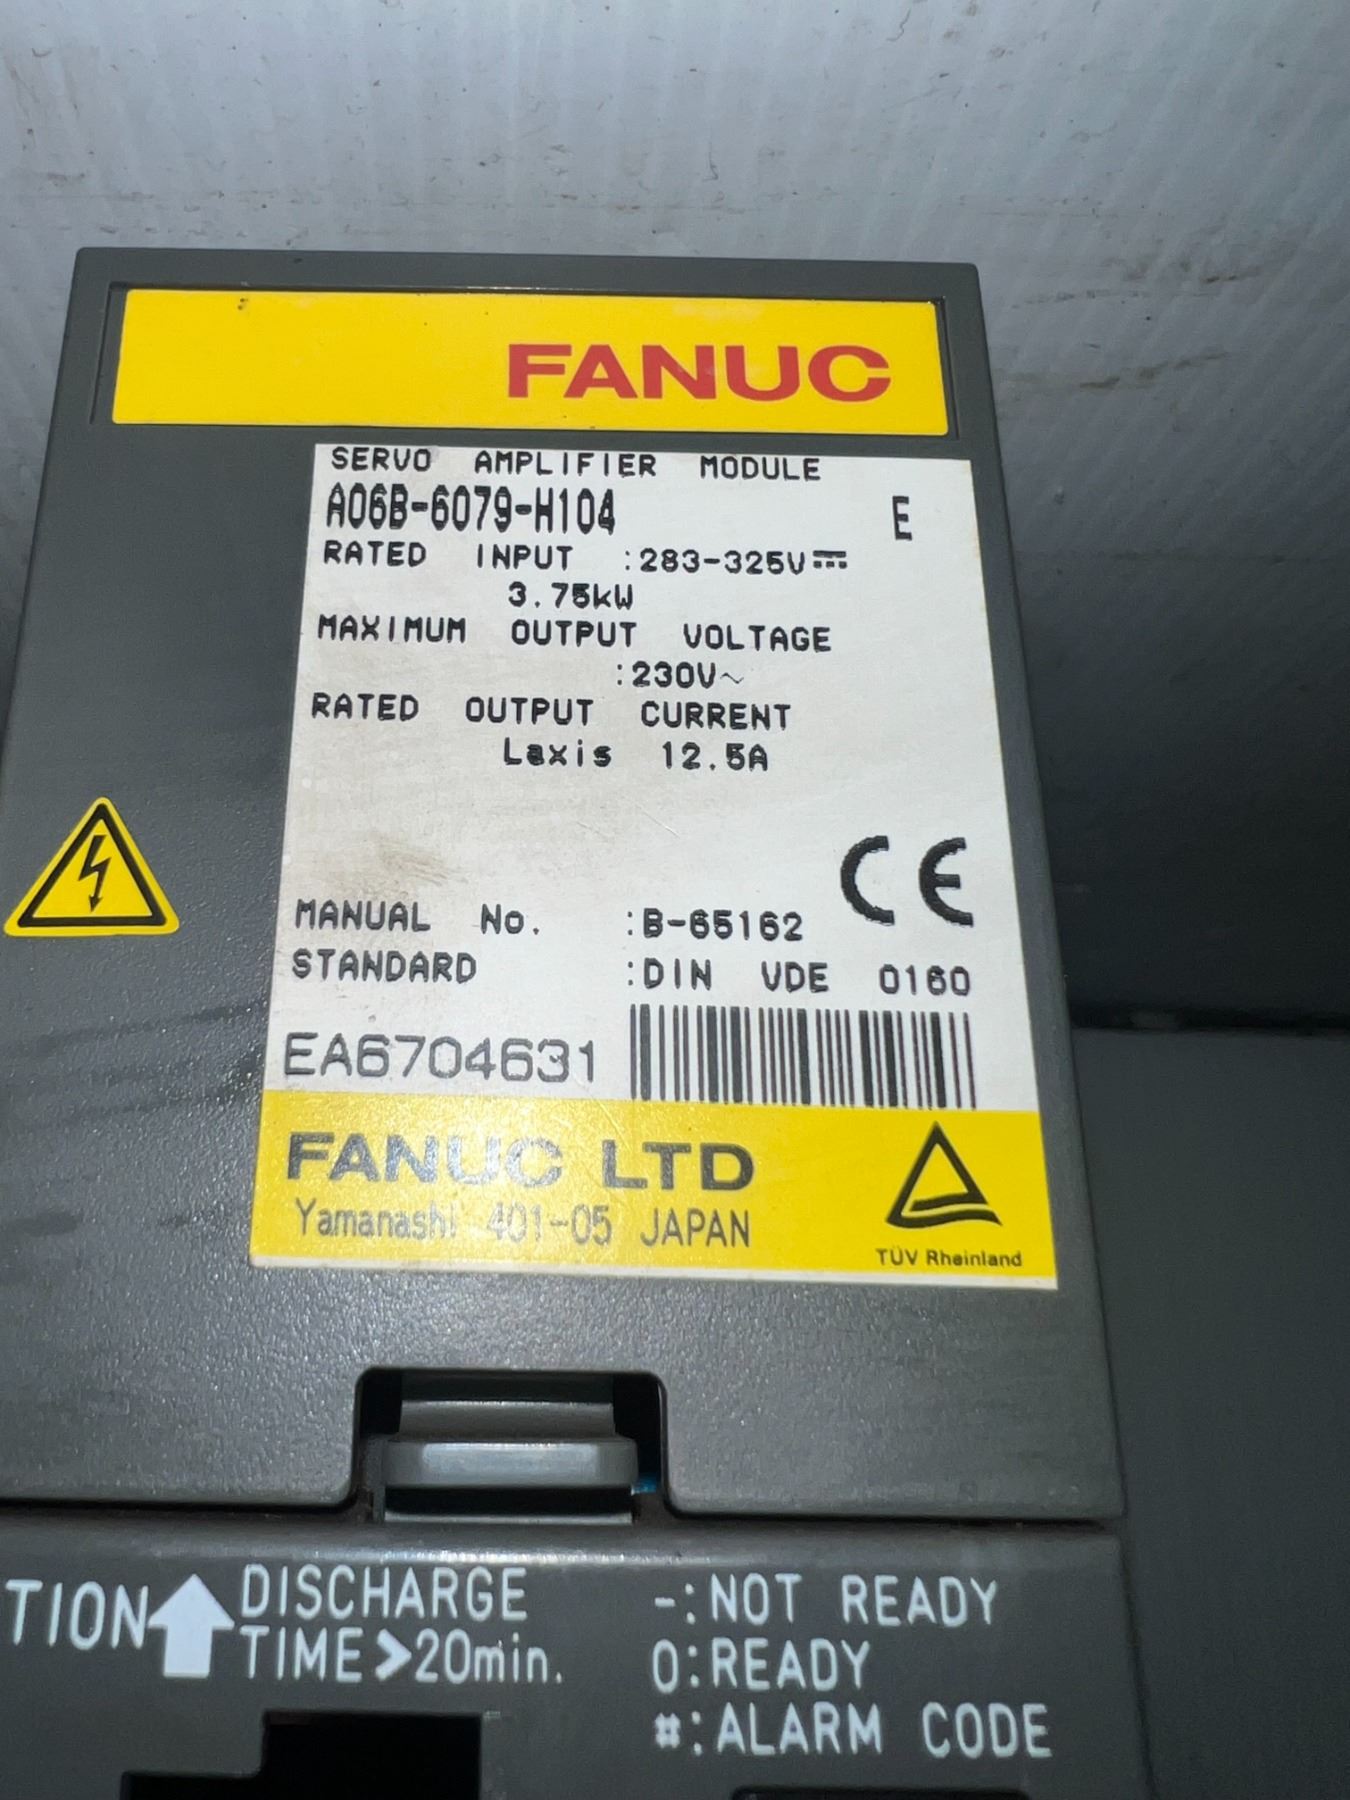 FANUC
SERVO AMPLIFIER MODULE
A06B-6079-H104 E
RATED INPUT :283-325V⎓
3.75kW
MAXIMUM OUTPUT VOLTAGE
:230V~
RATED OUTPUT CURRENT
Laxis 12.5A
CE
MANUAL No. :B-65162
STANDARD :DIN VDE 0160
EA6704631
FANUC LTD
Yamanashi 401-05 JAPAN
TÜV Rheinland
TION DISCHARGE
TIME>20min.
-:NOT READY
0:READY
#:ALARM CODE